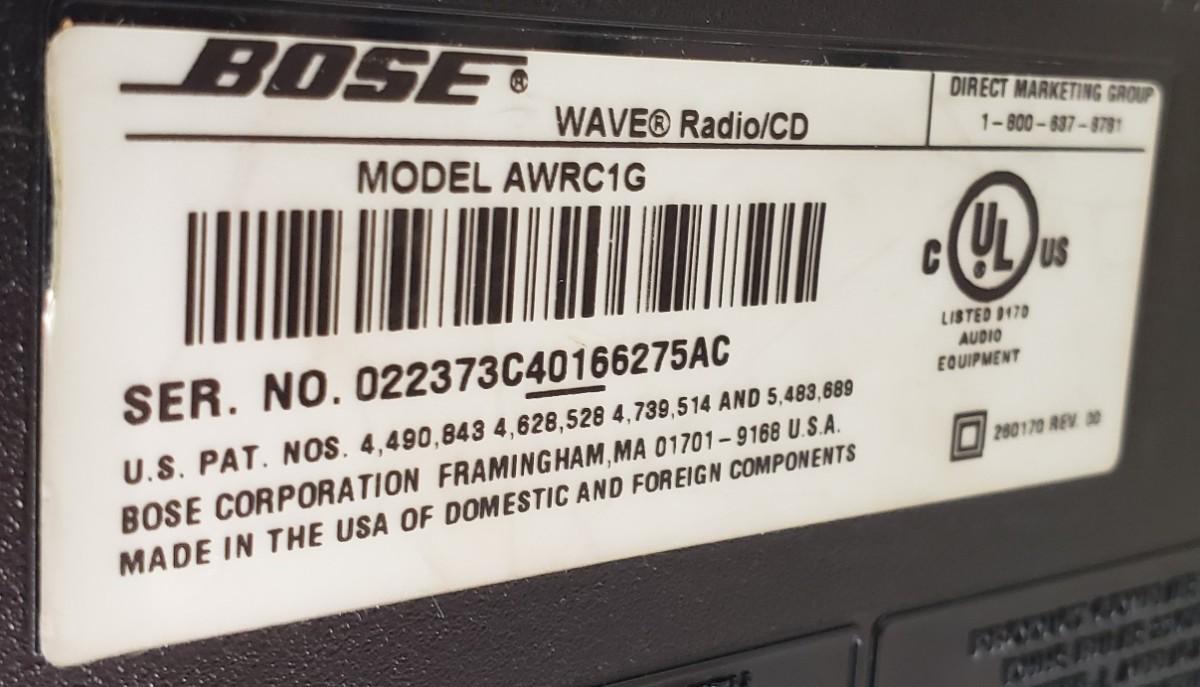 BOSE®
WAVE® Radio/CD
DIRECT MARKETING GROUP
1-800-637-8781
MODEL AWRC1G
C UL US
LISTED 917D
AUDIO
EQUIPMENT
SER. NO. 022373C40166275AC
U.S. PAT. NOS. 4,490,843 4,628,528 4,739,514 AND 5,483,689
BOSE CORPORATION FRAMINGHAM,MA 01701-9168 U.S.A.
MADE IN THE USA OF DOMESTIC AND FOREIGN COMPONENTS
260170 REV. 00
PRODUCT